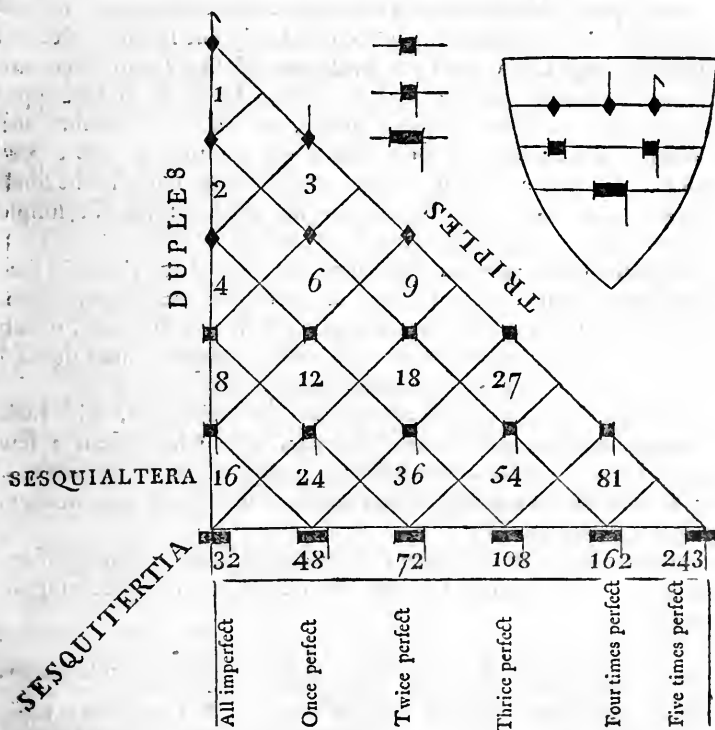 1
DUPLES
2
3
TRIPLES
4
6
9
8
12
18
27
SESQUIALTERA
16
24
36
54
81
SESQUITERTIA
32
48
72
108
162
243
All imperfect
Once perfect
Twice perfect
Thrice perfect
Four times perfect
Five times perfect